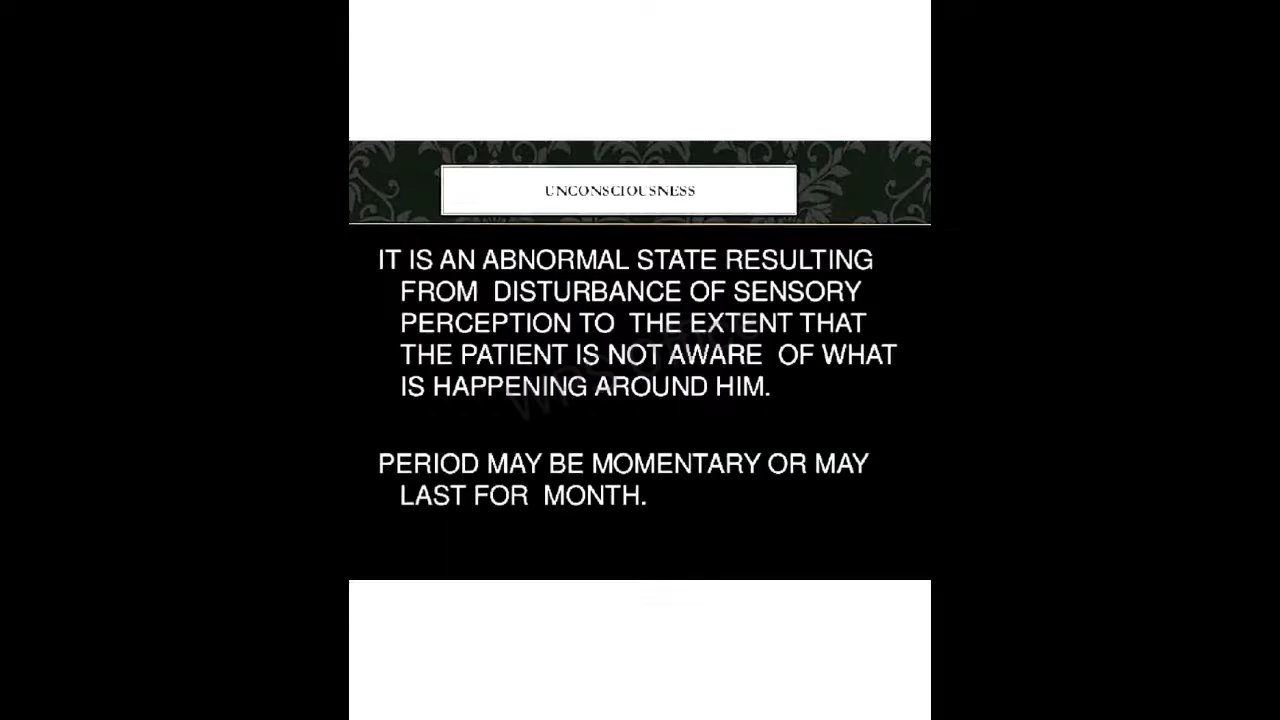 UNCONSCIOUSNESS
IT IS AN ABNORMAL STATE RESULTING
FROM DISTURBANCE OF SENSORY
PERCEPTION TO THE EXTENT THAT
THE PATIENT IS NOT AWARE OF WHAT
IS HAPPENING AROUND HIM.
PERIOD MAY BE MOMENTARY OR MAY
LAST FOR MONTH.